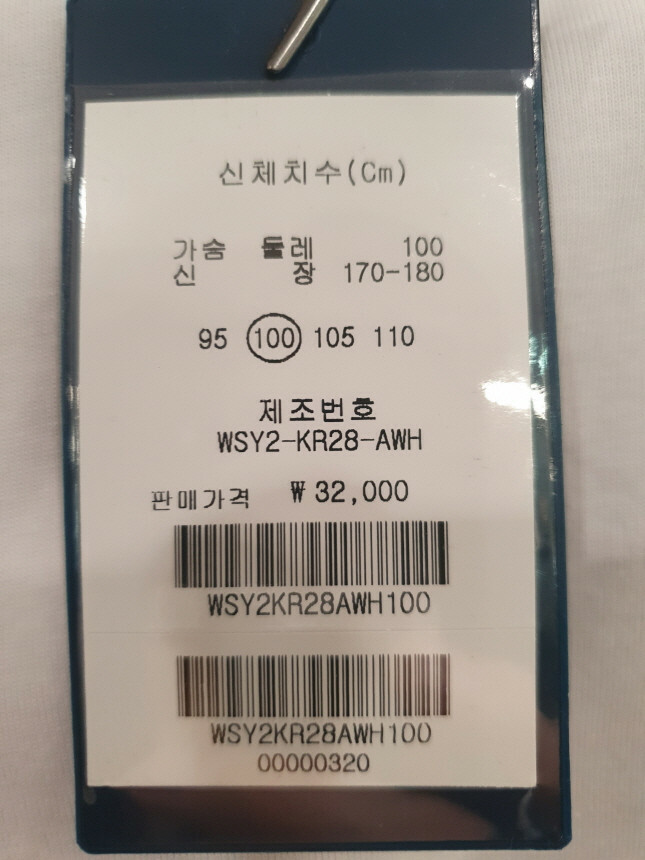 신체치수(Cm)
가슴 둘레 100
신 장 170-180
95 100 105 110
제조번호
WSY2-KR28-AWH
판매가격 ₩32,000
WSY2KR28AWH100
WSY2KR28AWH100
00000320